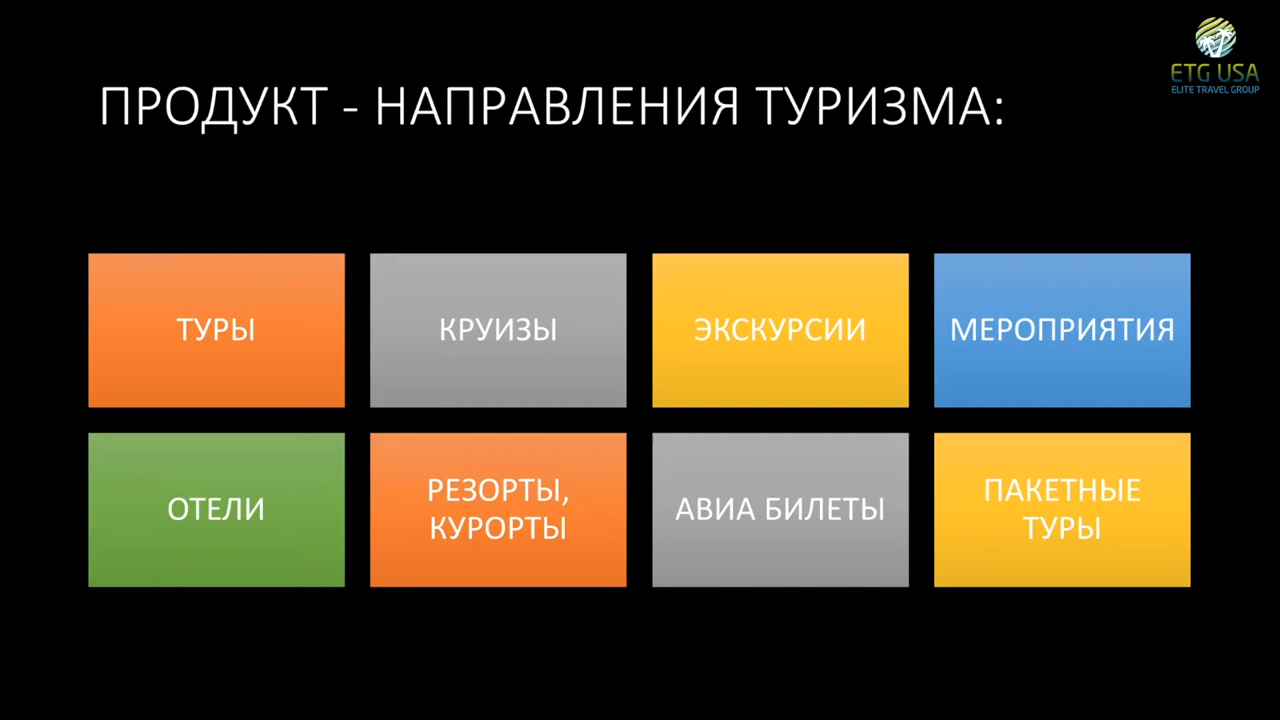 ETG USA
ELITE TRAVEL GROUP
ПРОДУКТ - НАПРАВЛЕНИЯ ТУРИЗМА:
ТУРЫ
КРУИЗЫ
ЭКСКУРСИИ
МЕРОПРИЯТИЯ
ОТЕЛИ
РЕЗОРТЫ,
КУРОРТЫ
АВИА БИЛЕТЫ
ПАКЕТНЫЕ
ТУРЫ